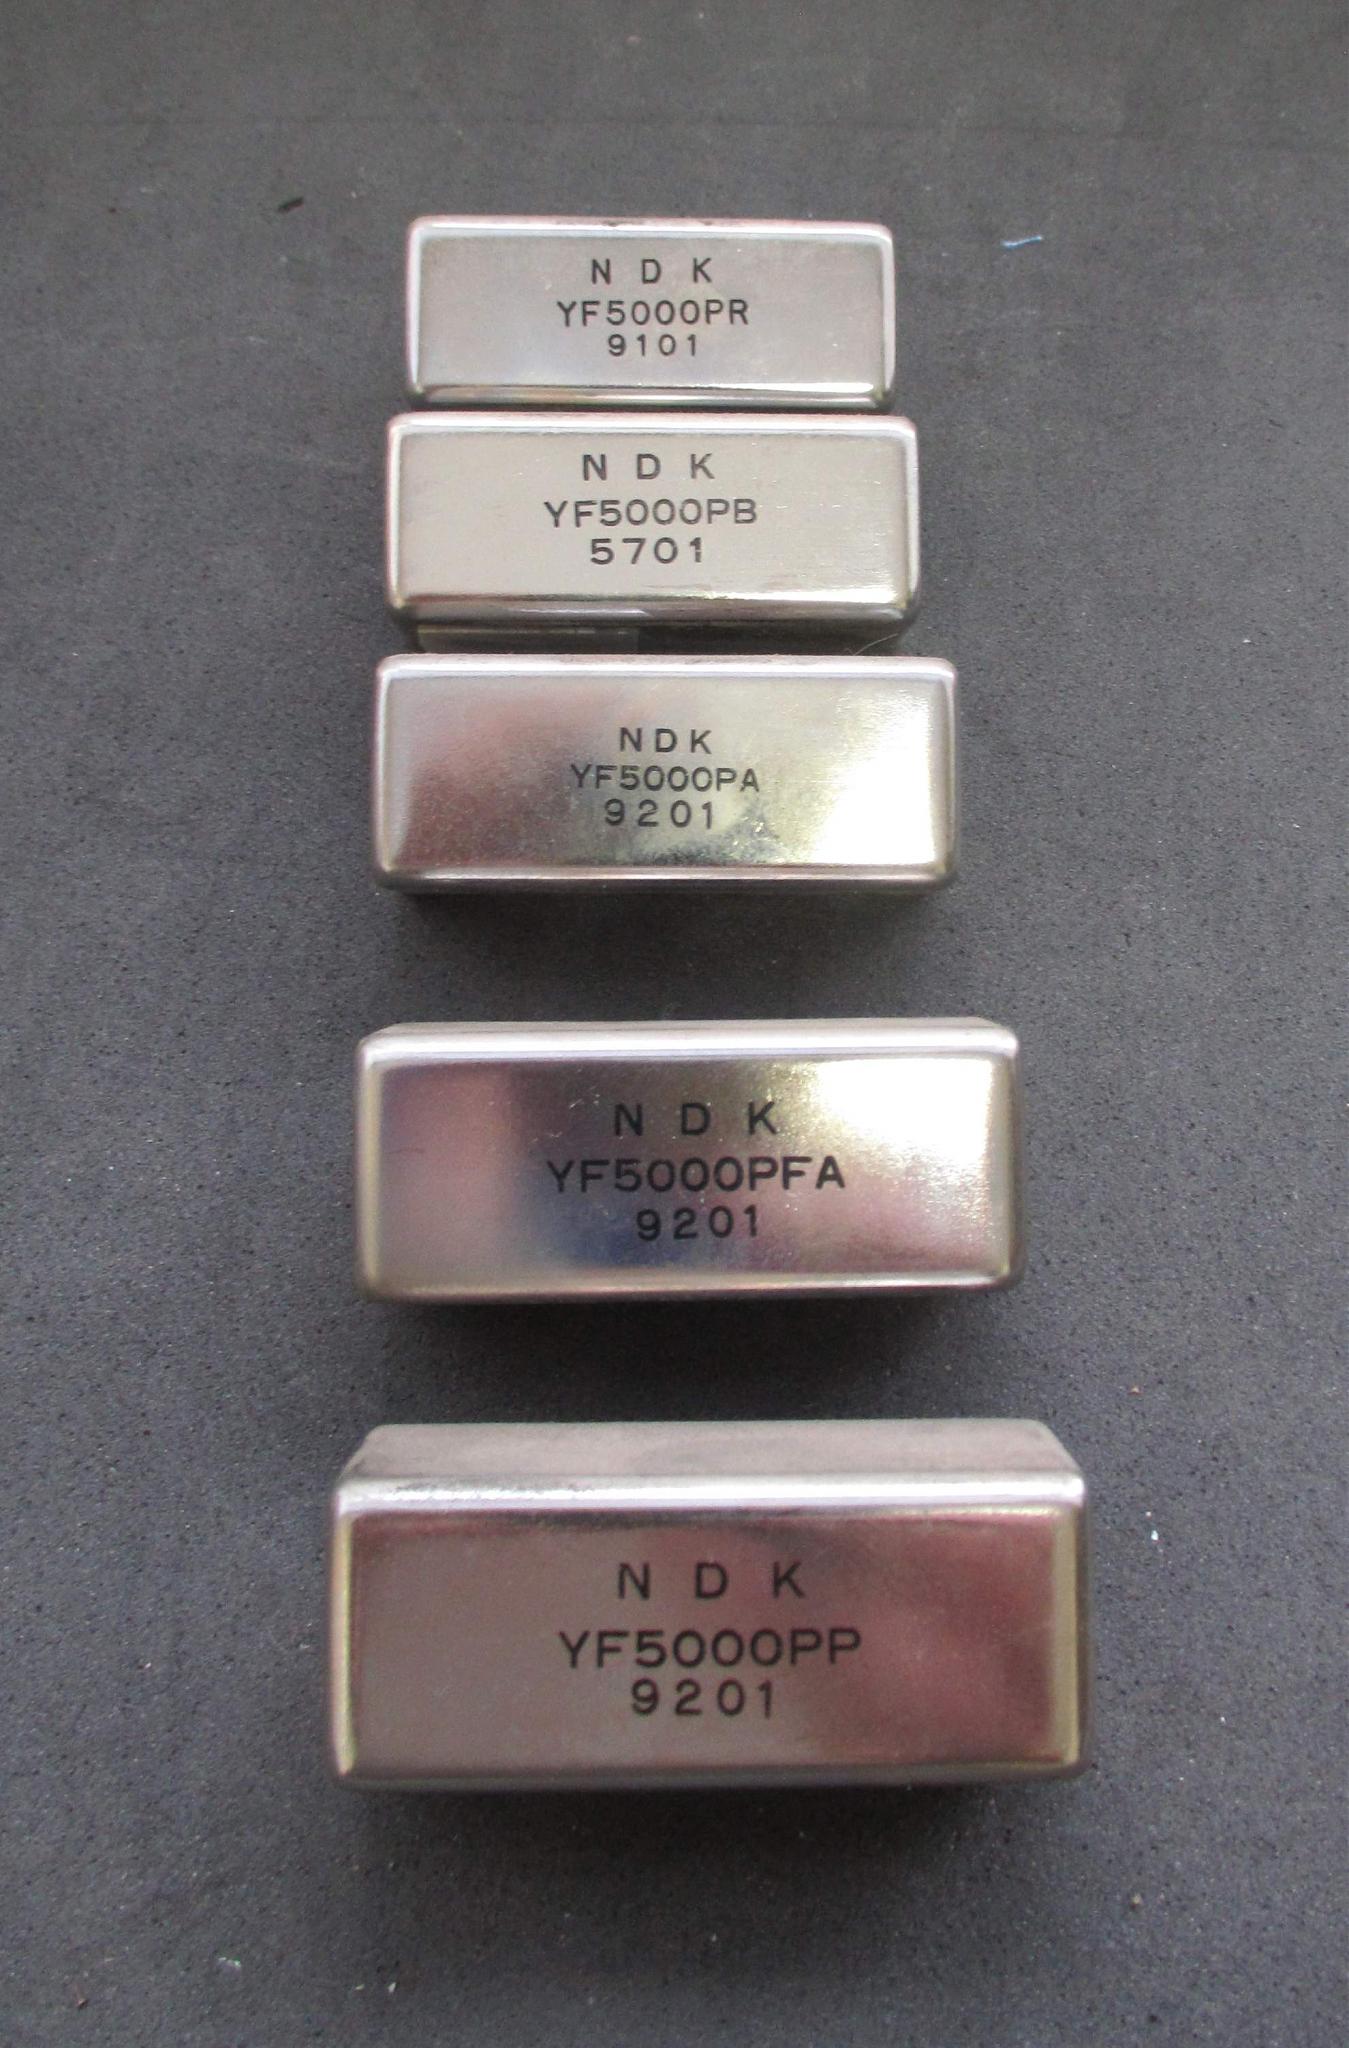 N D K
YF5000PR
9101
N D K
YF5000PB
5701
NDK
YF5000PA
9201
N D K
YF5000PFA
9201
N D K
YF5000PP
9201